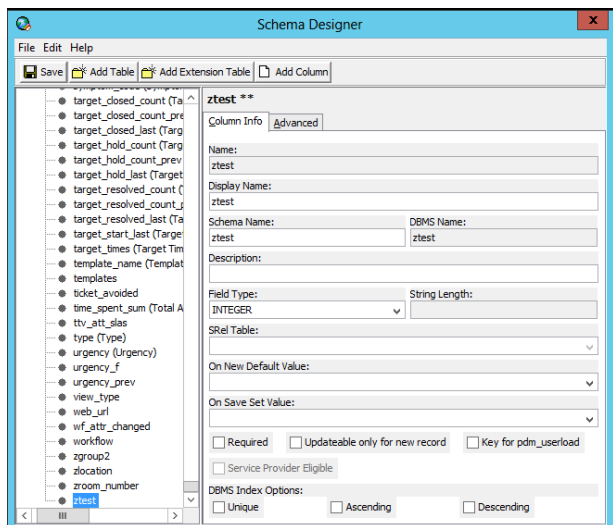 Schema Designer
x
File Edit Help
Save Add Table Add Extension Table Add Column
target_closed_count (Ta
target_closed_count_pre
target_closed_last (Targ
target_hold_count (Targ
target_hold_count_prev
target_hold_last (Target
target_resolved_count (
target_resolved_count_p
target_resolved_last (Ta
target_start_last (Target
target_times (Target Tim
template_name (Templat
templates
ticket_avoided
time_spent_sum (Total A
ttv_att_slas
type (Type)
urgency (Urgency)
urgency_f
urgency_prev
view_type
web_url
wf_attr_changed
workflow
zgroup2
zlocation
zroom_number
ztest
ztest **
Column Info Advanced
Name:
ztest
Display Name:
ztest
Schema Name: DBMS Name:
ztest ztest
Description:
Field Type: String Length:
INTEGER
SRel Table:
On New Default Value:
On Save Set Value:
Required Updateable only for new record Key for pdm_userload
Service Provider Eligible
DBMS Index Options:
Unique Ascending Descending